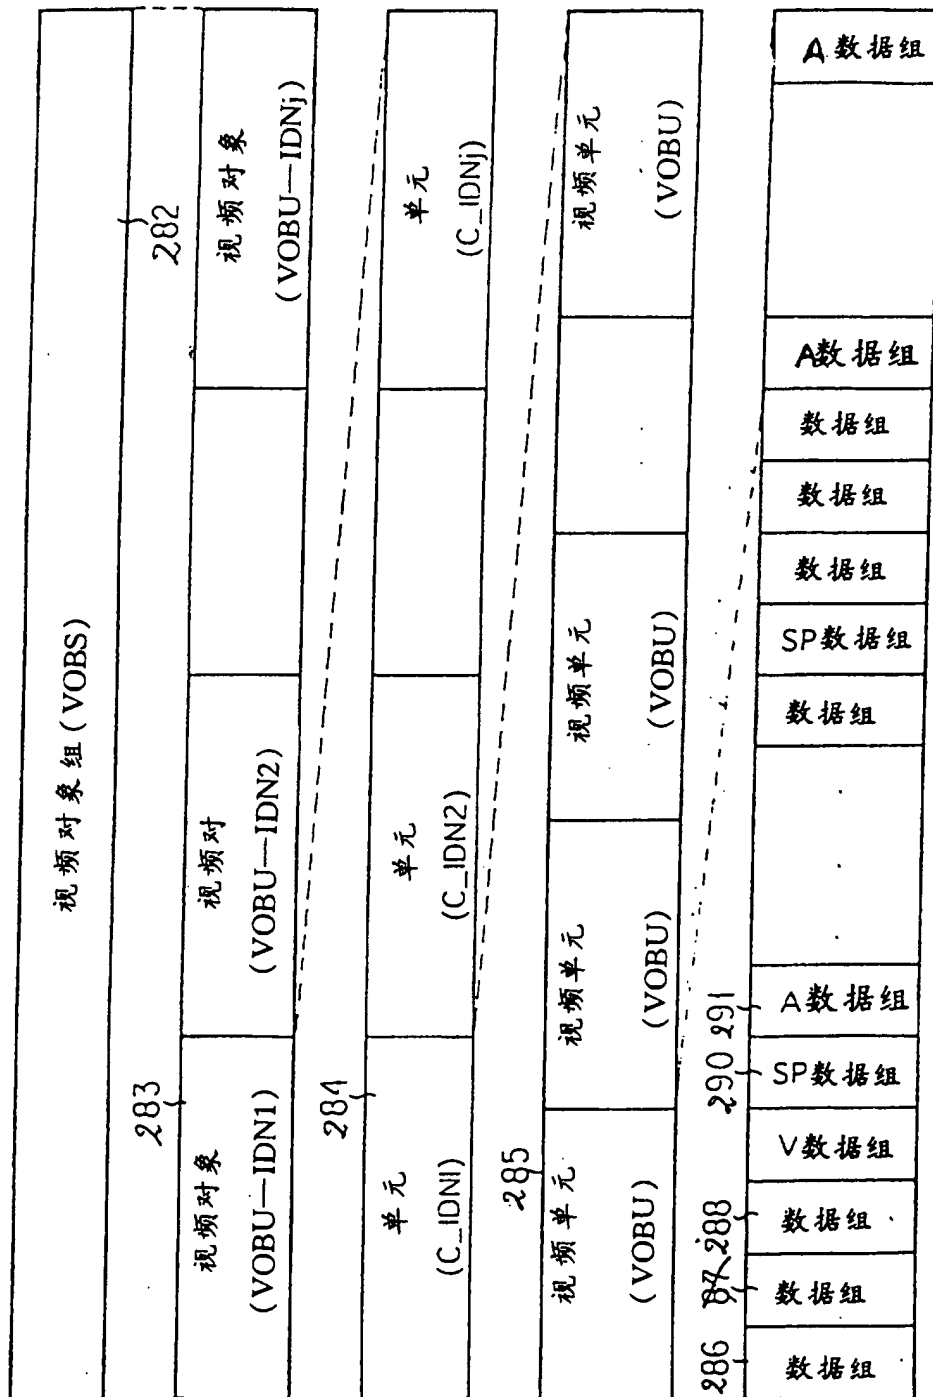 视频对象组(VOBS)
282
视频对象
(VOBU—IDN1)
视频对
(VOBU—IDN2)
视频对象
(VOBU—IDNj)
283
单元
(C_IDN1)
单元
(C_IDN2)
单元
(C_IDNj)
284
视频单元
(VOBU)
视频单元
(VOBU)
视频单元
(VOBU)
视频单元
(VOBU)
285
A数据组
A数据组
数据组
数据组
数据组
SP数据组
数据组
A数据组
SP数据组
V数据组
数据组
数据组
数据组
291
290
288
286